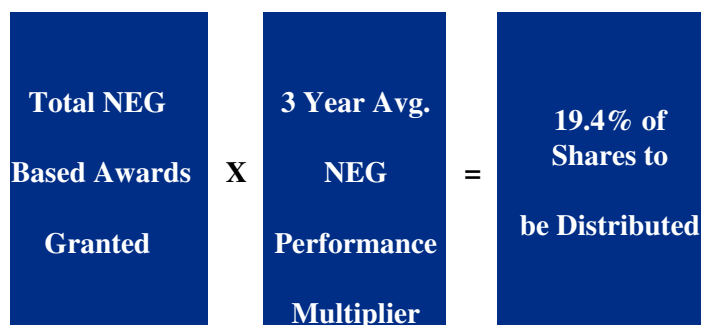 Total NEG
Based Awards
Granted
X
3 Year Avg.
NEG
Performance
Multiplier
=
19.4% of
Shares to
be Distributed